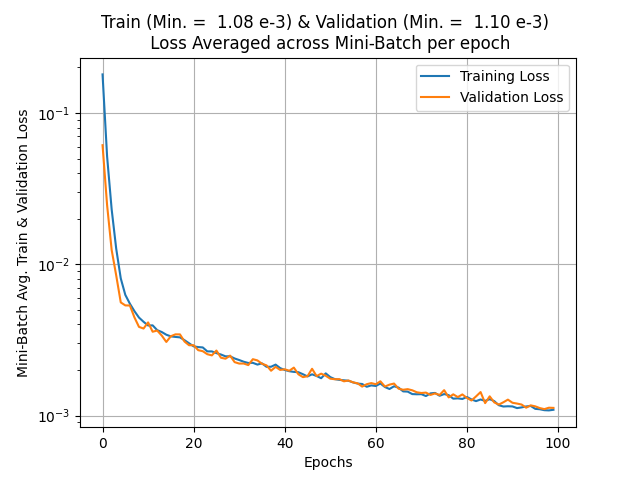 Train (Min. =  1.08 e-3) & Validation (Min. =  1.10 e-3)
Loss Averaged across Mini-Batch per epoch
Training Loss
Validation Loss
Mini-Batch Avg. Train & Validation Loss
10⁻¹
10⁻²
10⁻³
0 20 40 60 80 100
Epochs